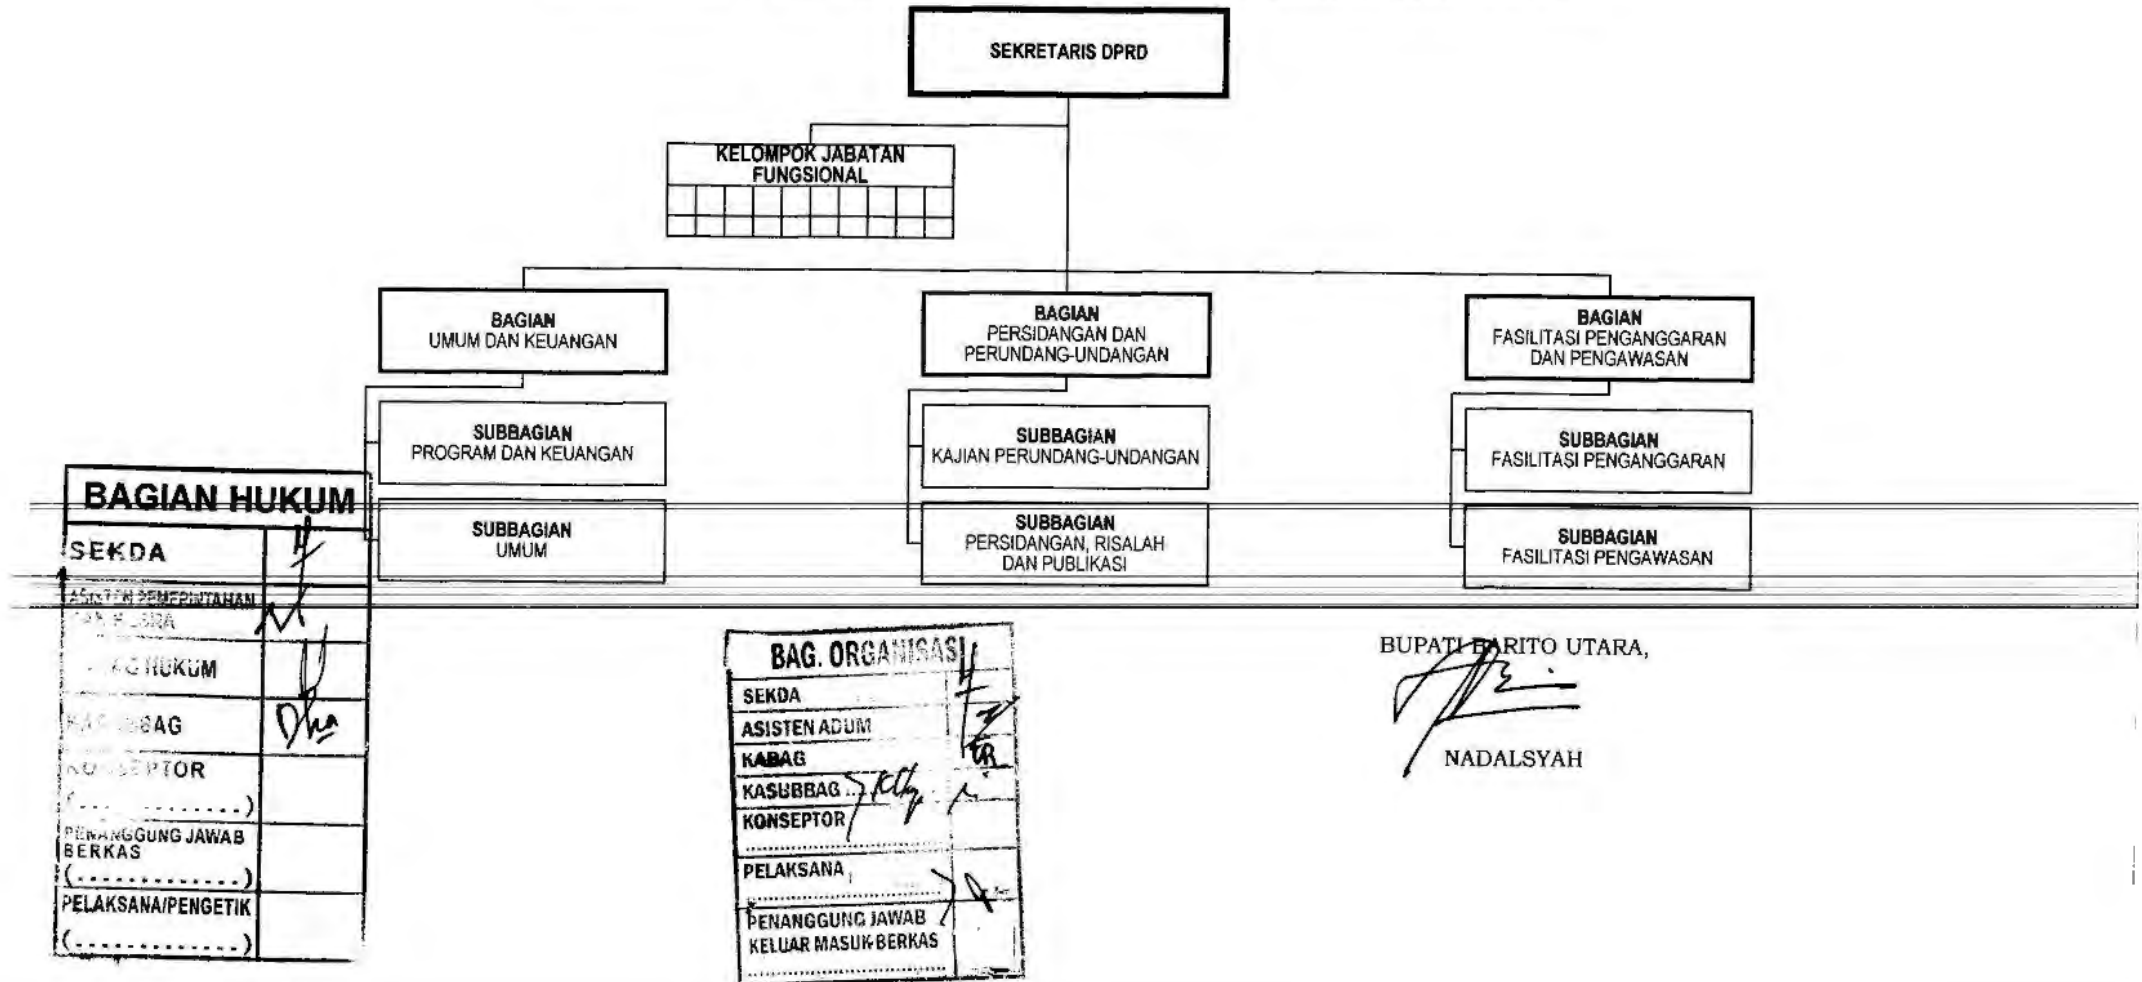 SEKRETARIS DPRD
KELOMPOK JABATAN
FUNGSIONAL
BAGIAN
UMUM DAN KEUANGAN
BAGIAN
PERSIDANGAN DAN
PERUNDANG-UNDANGAN
BAGIAN
FASILITASI PENGANGGARAN
DAN PENGAWASAN
SUBBAGIAN
PROGRAM DAN KEUANGAN
SUBBAGIAN
KAJIAN PERUNDANG-UNDANGAN
SUBBAGIAN
FASILITASI PENGANGGARAN
SUBBAGIAN
UMUM
SUBBAGIAN
PERSIDANGAN, RISALAH
DAN PUBLIKASI
SUBBAGIAN
FASILITASI PENGAWASAN
BAGIAN HUKUM
SEKDA
ASISTEN PEMERINTAHAN
HUKUM
KONSEPTOR
(.............)
PENANGGUNG JAWAB
BERKAS
(.............)
PELAKSANA/PENGETIK
(.............)
BAG. ORGANISASI
SEKDA
ASISTEN ADUM
KABAG
KASUBBAG
KONSEPTOR
PELAKSANA
PENANGGUNG JAWAB
KELUAR MASUK BERKAS
BUPATI BARITO UTARA,
NADALSYAH